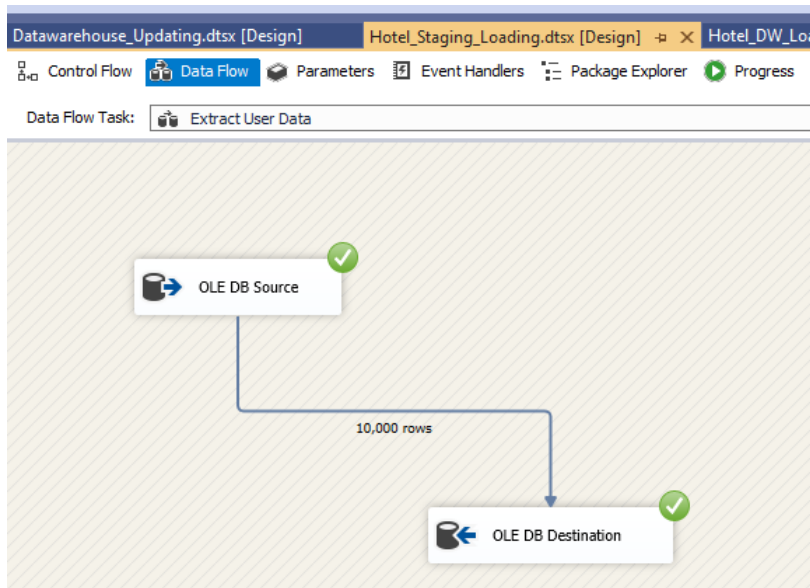 Datawarehouse_Updating.dtsx [Design] Hotel_Staging_Loading.dtsx [Design] Hotel_DW_Loa
Control Flow Data Flow Parameters Event Handlers Package Explorer Progress
Data Flow Task: Extract User Data
OLE DB Source
10,000 rows
OLE DB Destination